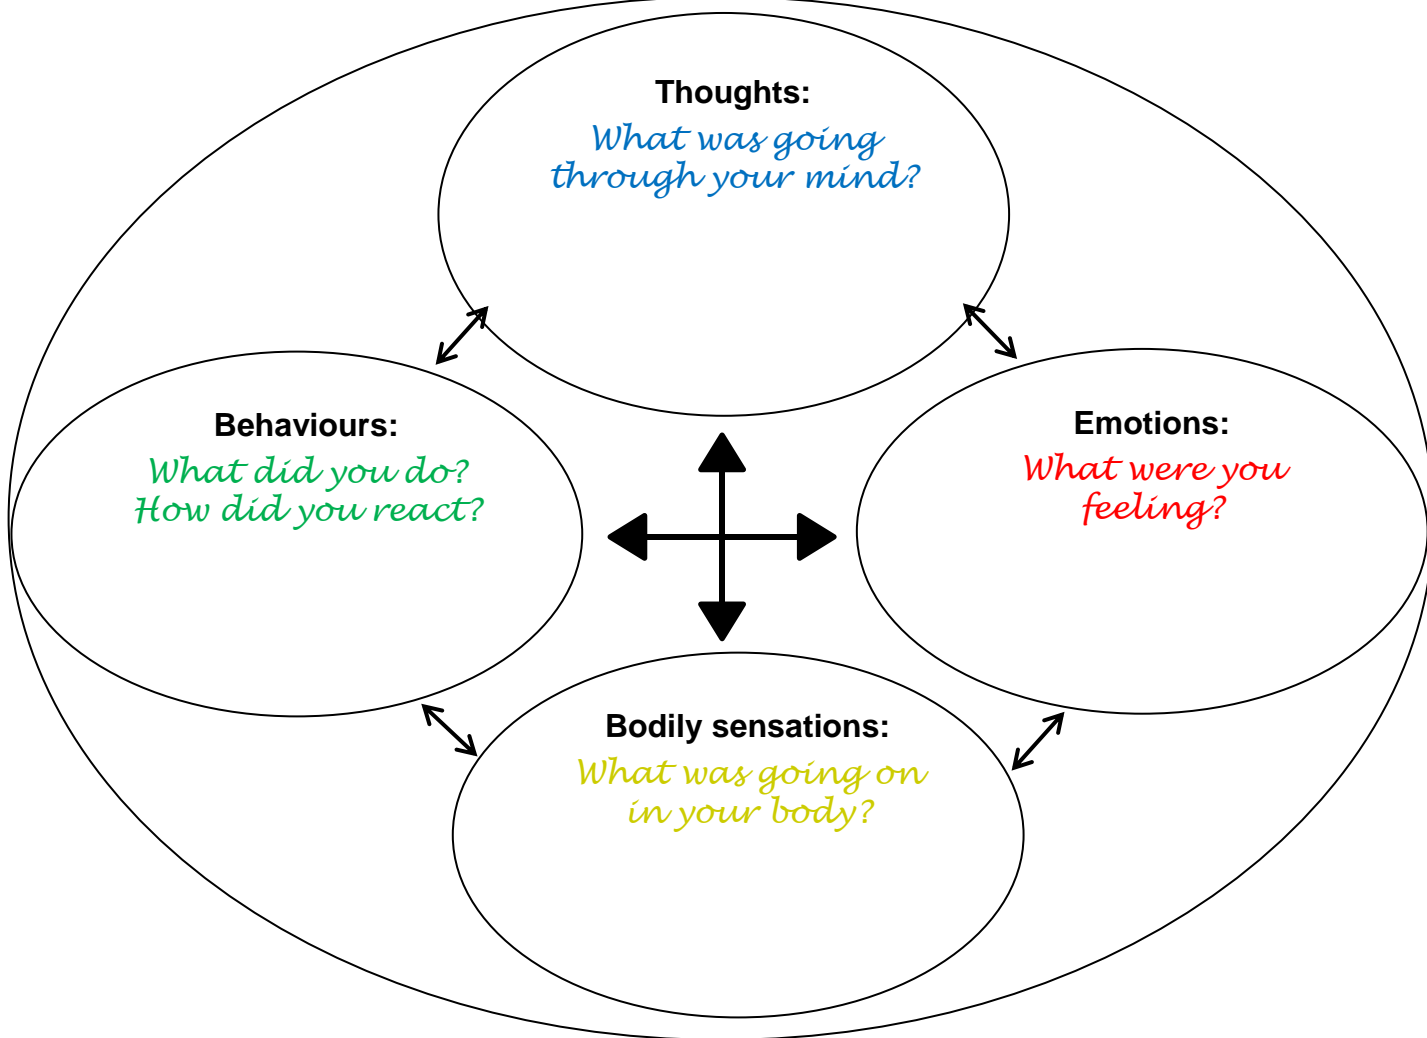 Thoughts:
What was going
through your mind?
Behaviours:
What did you do?
How did you react?
Emotions:
What were you
feeling?
Bodily sensations:
What was going on
in your body?